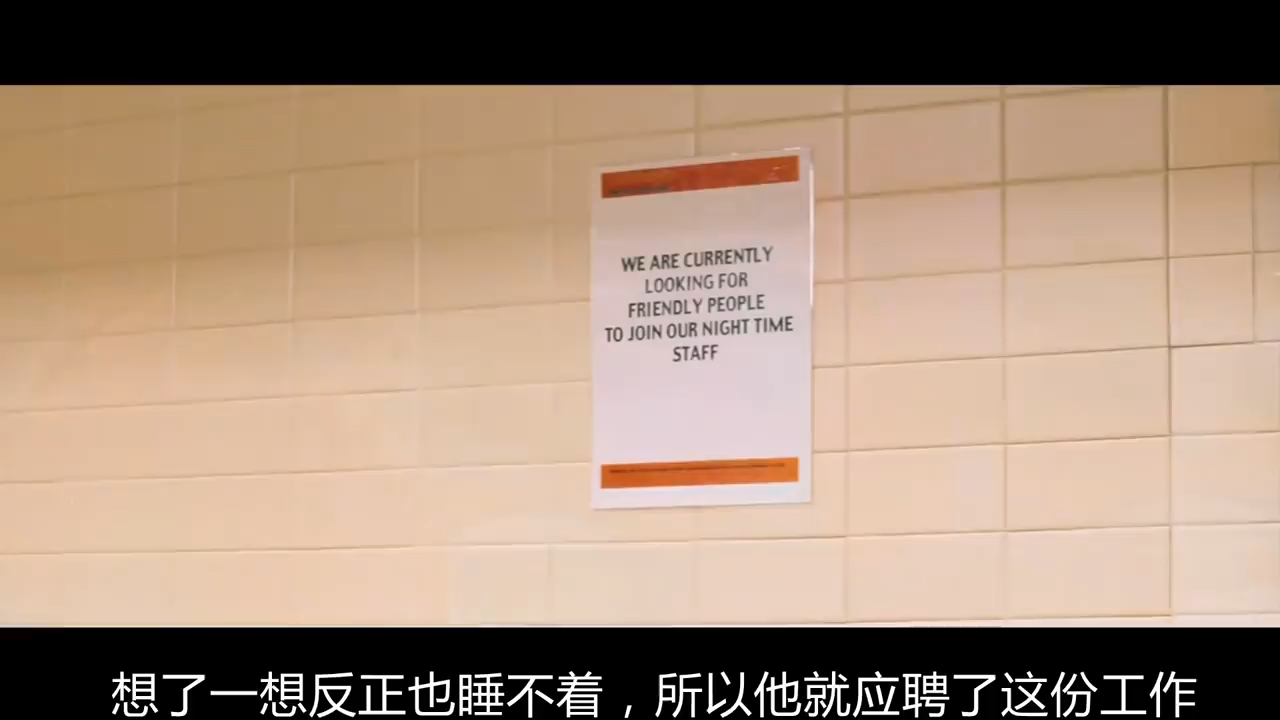 WE ARE CURRENTLY
LOOKING FOR
FRIENDLY PEOPLE
TO JOIN OUR NIGHT TIME
STAFF
想了一想反正也睡不着，所以他就应聘了这份工作